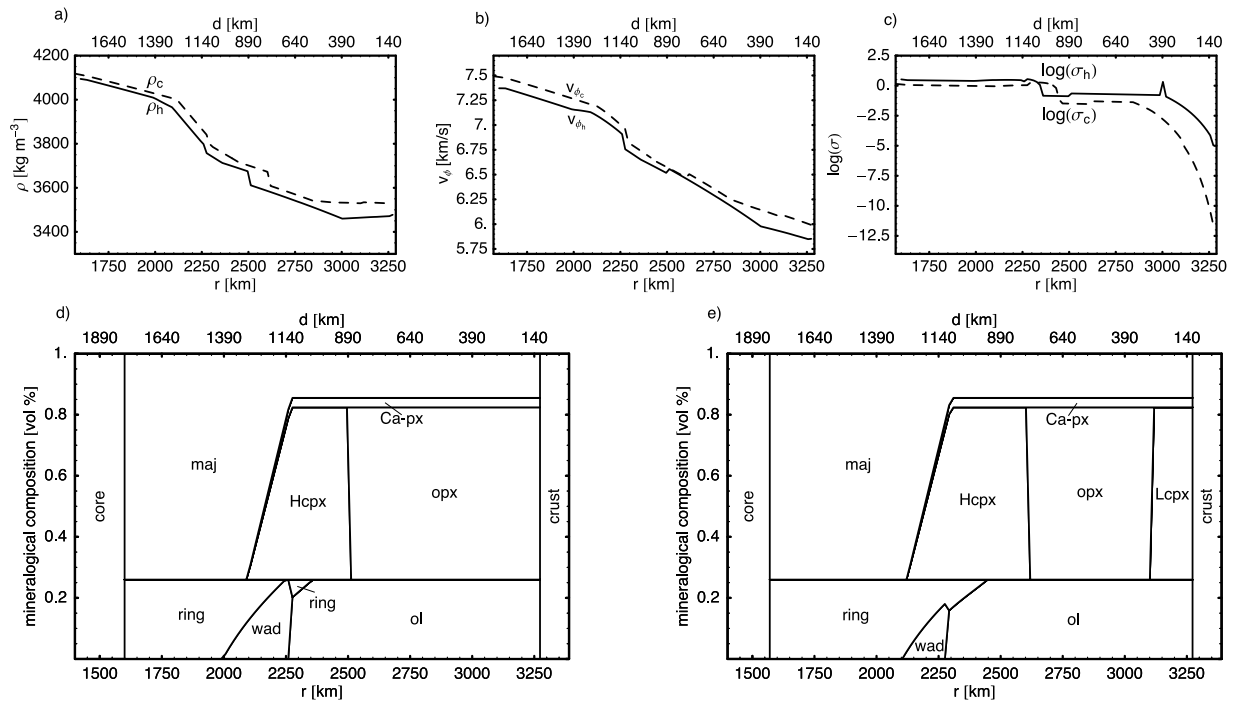 a)
d [km]
1640 1390 1140 890 640 390 140
4200
4000
3800
3600
3400
ρ [kg m⁻³]
ρc
ρh
1750 2000 2250 2500 2750 3000 3250
r [km]
b)
d [km]
1640 1390 1140 890 640 390 140
7.5
7.25
7.
6.75
6.5
6.25
6.
5.75
vϕ [km/s]
vϕc
vϕh
1750 2000 2250 2500 2750 3000 3250
r [km]
c)
d [km]
1640 1390 1140 890 640 390 140
2.5
0.
−2.5
−5.
−7.5
−10.
−12.5
log(σ)
log(σh)
log(σc)
1750 2000 2250 2500 2750 3000 3250
r [km]
d)
d [km]
1890 1640 1390 1140 890 640 390 140
1.
0.8
0.6
0.4
0.2
mineralogical composition [vol %]
core
maj
Ca-px
Hcpx
opx
crust
ring
wad
ring
ol
1500 1750 2000 2250 2500 2750 3000 3250
r [km]
e)
d [km]
1890 1640 1390 1140 890 640 390 140
1.
0.8
0.6
0.4
0.2
mineralogical composition [vol %]
core
maj
Ca-px
Hcpx
opx
Lcpx
crust
ring
wad
ol
1500 1750 2000 2250 2500 2750 3000 3250
r [km]